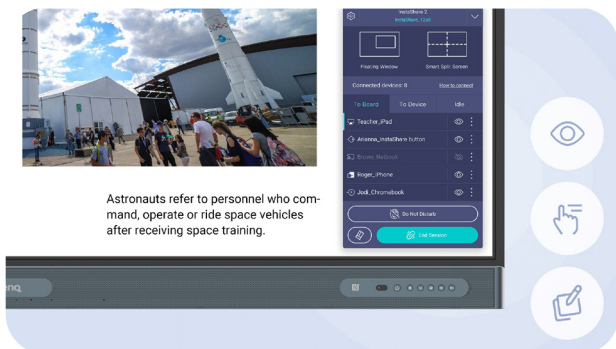 InstaShare 2
Floating Window
Smart Split Screen
Connected devices: 8
How to connect
To Board
To Device
Idle
Teacher_iPad
Arianna_InstaShare button
Roger_iPhone
Jodi_Chromebook
Do Not Disturb
End Session
Astronauts refer to personnel who com-
mand, operate or ride space vehicles
after receiving space training.
enQ